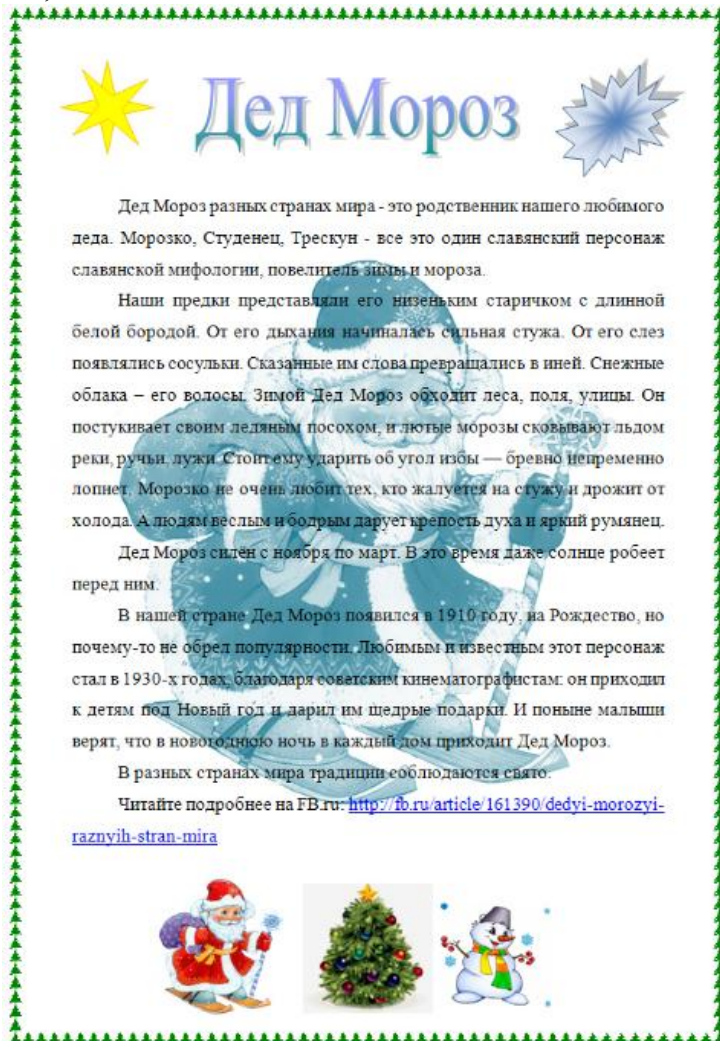 Дед Мороз
Дед Мороз разных странах мира - это родственник нашего любимого
деда. Морозко, Студенец, Трескун - все это один славянский персонаж
славянской мифологии, повелитель зимы и мороза.
Наши предки представляли его низеньким старичком с длинной
белой бородой. От его дыхания начиналась сильная стужа. От его слез
появлялись сосульки. Сказанные им слова превращались в иней. Снежные
облака – его волосы. Зимой Дед Мороз обходит леса, поля, улицы. Он
постукивает своим ледяным посохом, и лютые морозы сковывают льдом
реки, ручьи. лужи. Стоит ему ударить об угол избы — бревно непременно
лопнет. Морозко не очень любит тех, кто жалуется на стужу и дрожит от
холода. А людям веслым и бодрым дарует крепость духа и яркий румянец.
Дед Мороз силен с ноября по март. В это время даже солнце робеет
перед ним.
В нашей стране Дед Мороз появился в 1910 году, на Рождество, но
почему-то не обрел популярности. Любимым и известным этот персонаж
стал в 1930-х годах, благодаря советским кинематографистам: он приходил
к детям под Новый год и дарил им щедрые подарки. И поныне малыши
верят, что в новогоднюю ночь в каждый дом приходит Дед Мороз.
В разных странах мира традиции соблюдаются свято.
Читайте подробнее на FB.ru: http://fb.ru/article/161390/dedyi-morozyi-
raznyih-stran-mira